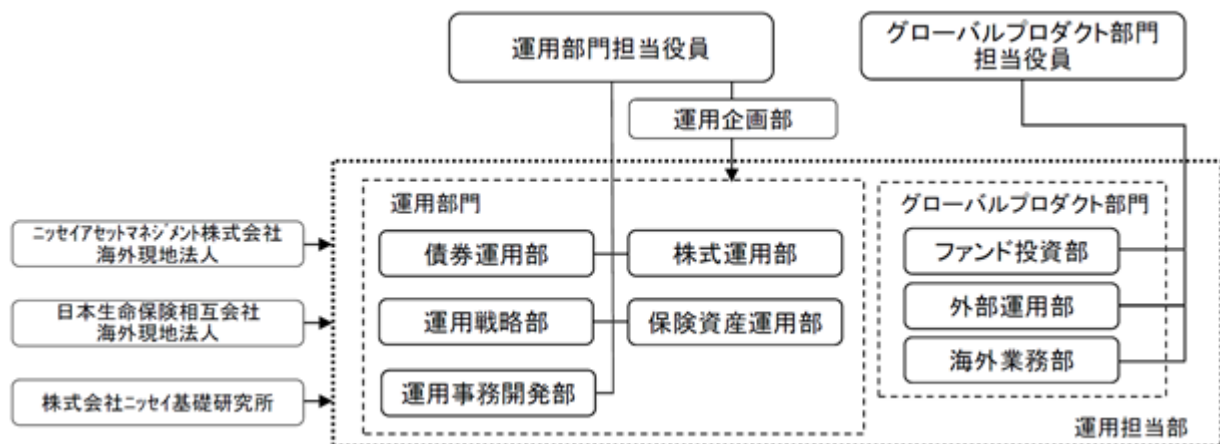 運用部門担当役員
グローバルプロダクト部門
担当役員
運用企画部
運用部門
グローバルプロダクト部門
ニッセイアセットマネジメント株式会社
海外現地法人
債券運用部
株式運用部
ファンド投資部
日本生命保険相互会社
海外現地法人
運用戦略部
保険資産運用部
外部運用部
海外業務部
株式会社ニッセイ基礎研究所
運用事務開発部
運用担当部